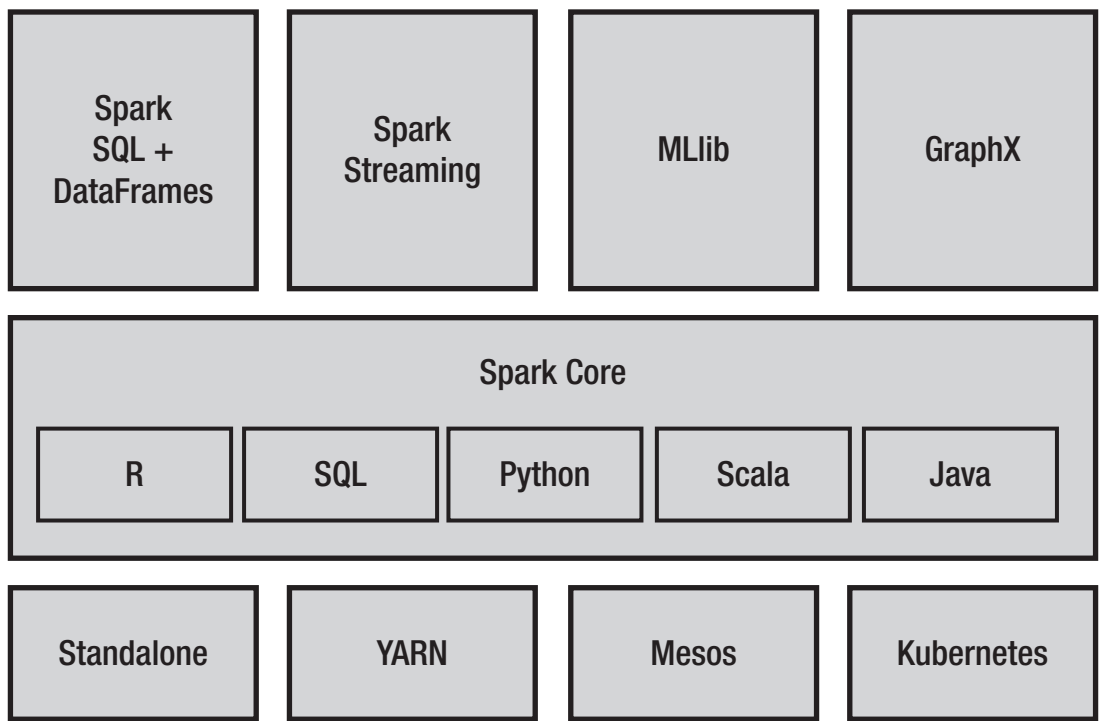 Spark
SQL +
DataFrames
Spark
Streaming
MLlib
GraphX
Spark Core
R
SQL
Python
Scala
Java
Standalone
YARN
Mesos
Kubernetes